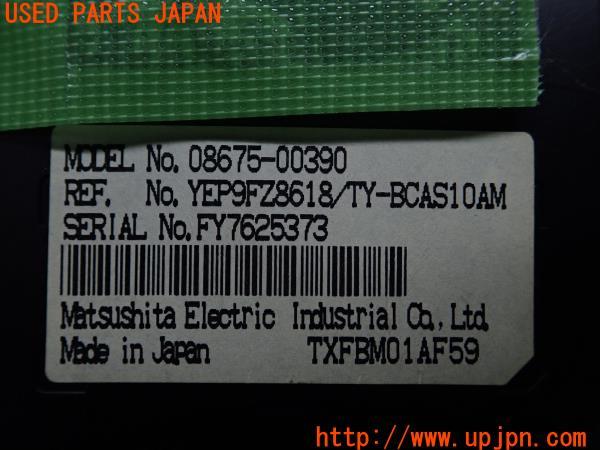 USED PARTS JAPAN
MODEL No. 08675-00390
REF. No. YEP9FZ8618/TY-BCAS10AM
SERIAL No. FY7625373
Matsushita Electric Industrial Co., Ltd.
Made in Japan TXFBM01AF59
UPJ
http://www.upjpn.com/